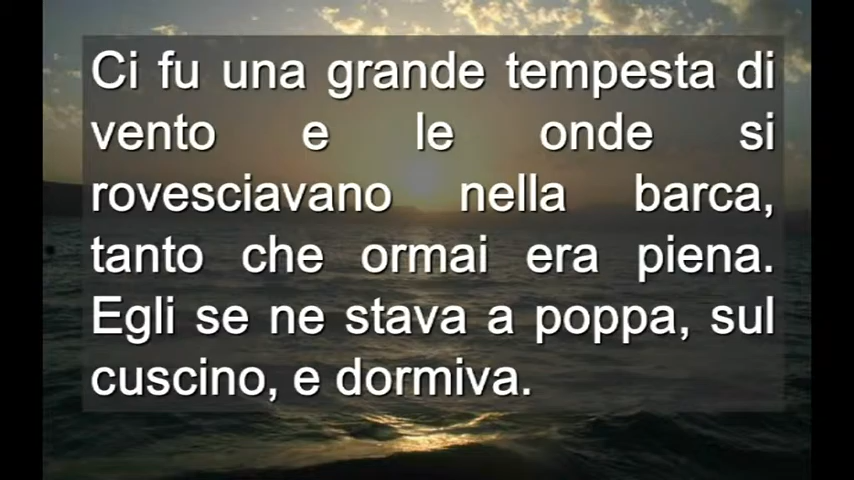 Ci fu una grande tempesta di
vento e le onde si
rovesciavano nella barca,
tanto che ormai era piena.
Egli se ne stava a poppa, sul
cuscino, e dormiva.